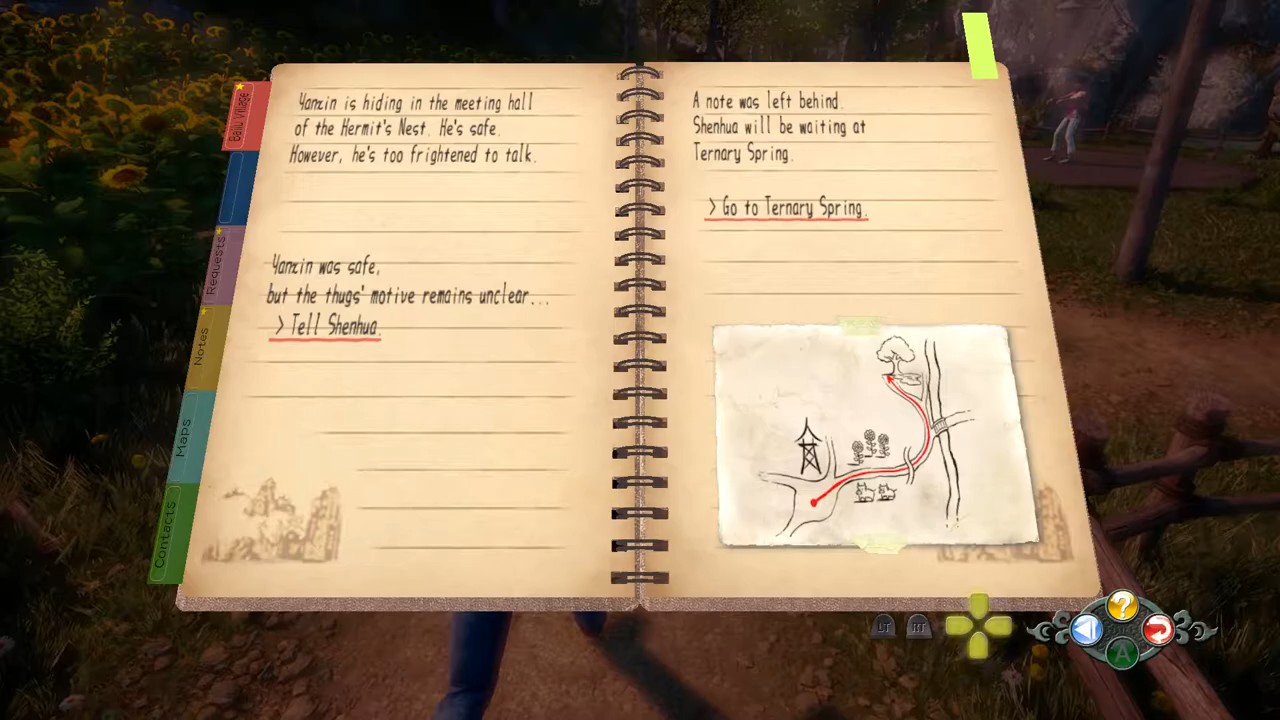 Yanxin is hiding in the meeting hall
of the Hermit's Nest. He's safe.
However, he's too frightened to talk.
Yanxin was safe,
but the thugs' motive remains unclear...
> Tell Shenhua.
A note was left behind.
Shenhua will be waiting at
Ternary Spring.
> Go to Ternary Spring.
Bailu Village
Requests
Notes
Maps
Contacts
LT
RT
?
A